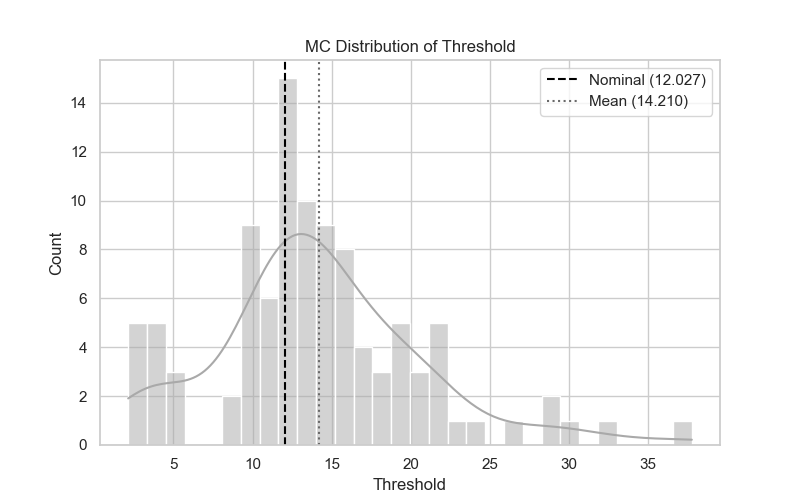 MC Distribution of Threshold
Nominal (12.027)
Mean (14.210)
Count
14
12
10
8
6
4
2
0
5 10 15 20 25 30 35
Threshold